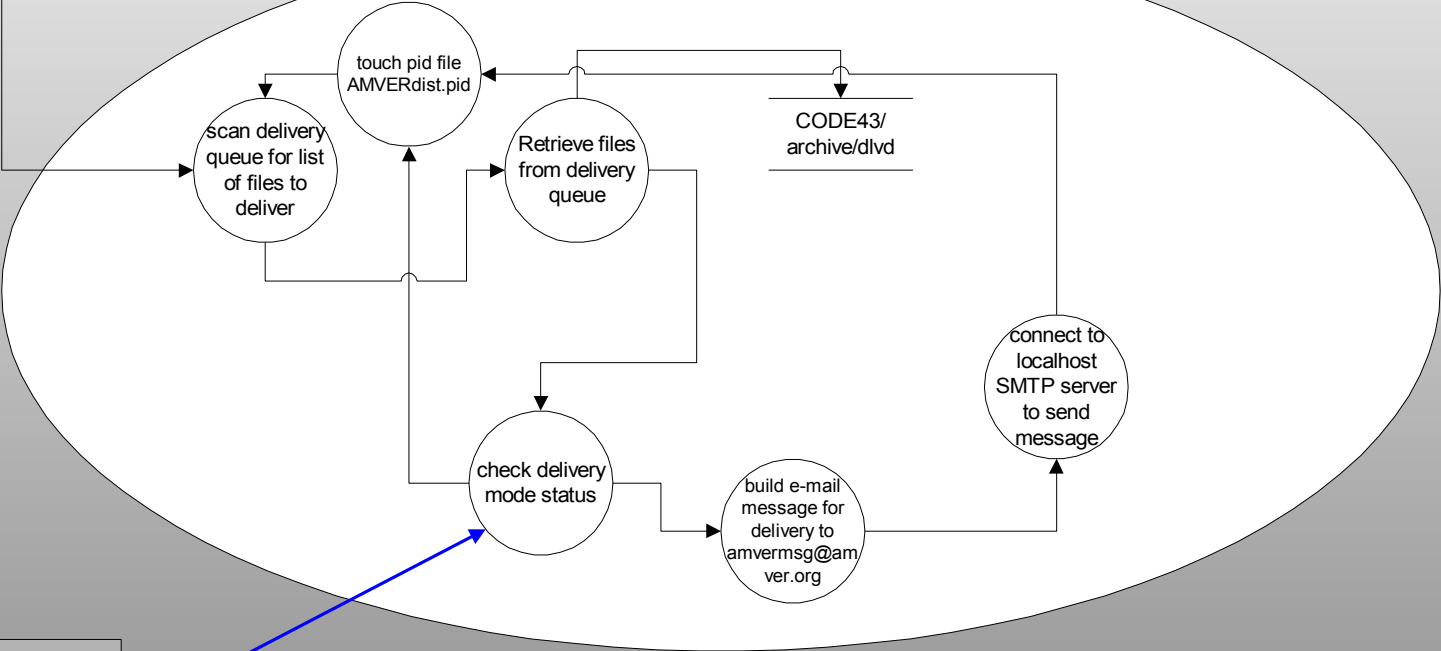 touch pid file
AMVERdist.pid
scan delivery
queue for list
of files to
deliver
Retrieve files
from delivery
queue
CODE43/
archive/dlvd
connect to
localhost
SMTP server
to send
message
check delivery
mode status
build e-mail
message for
delivery to
amvermsg@am
ver.org